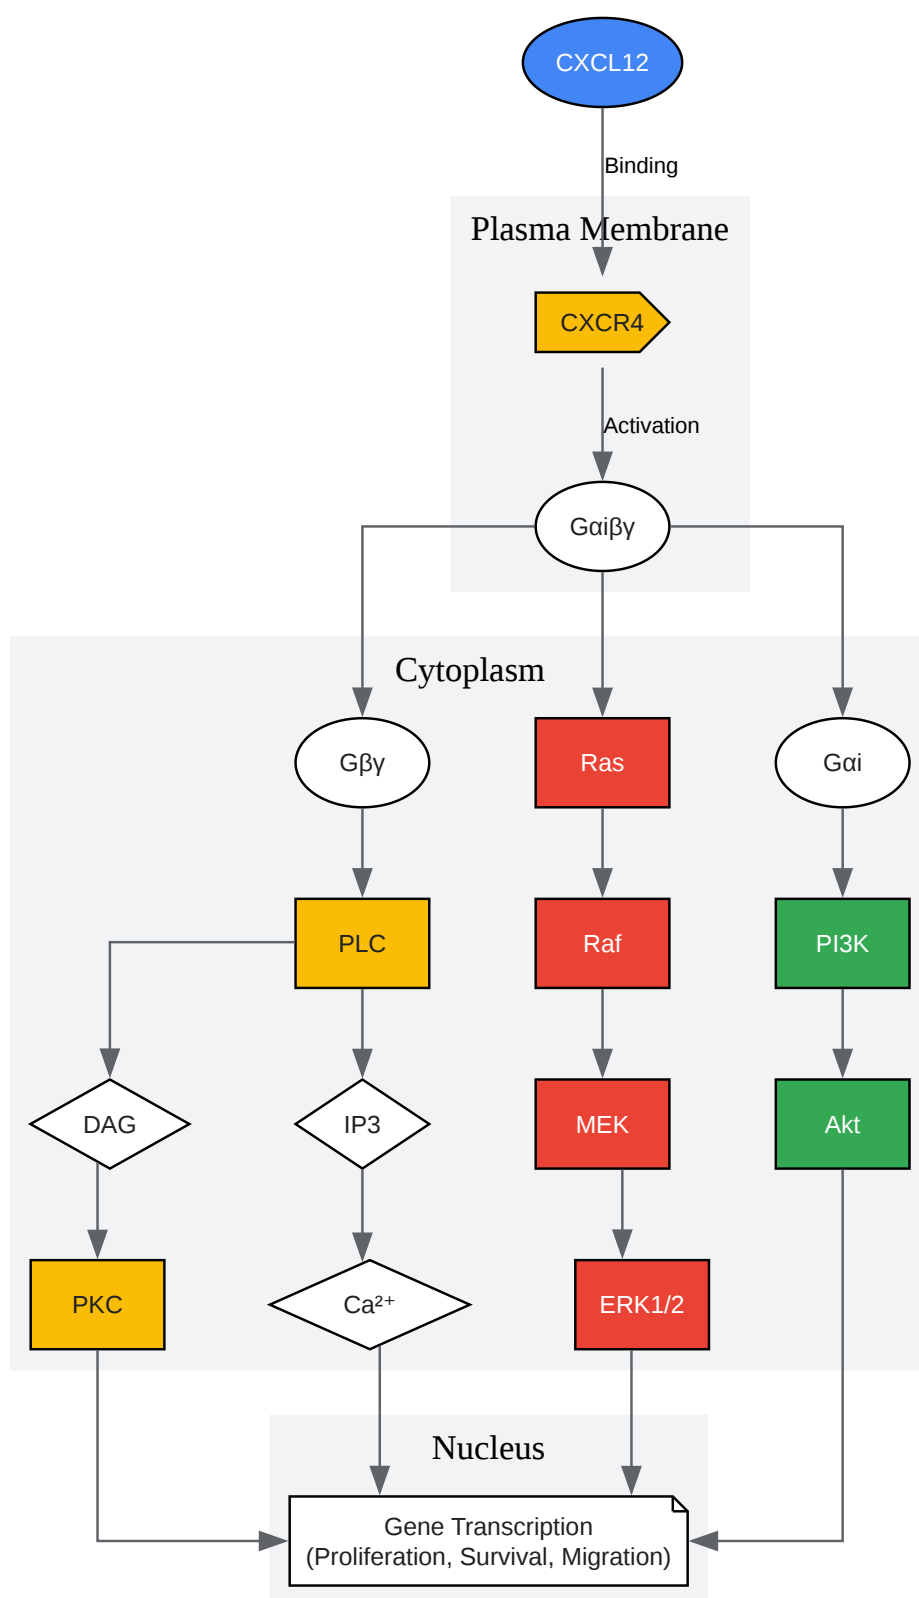 CXCL12
Binding
Plasma Membrane
CXCR4
Activation
Gαiβγ
Cytoplasm
Gβγ
Ras
Gαi
PLC
Raf
PI3K
DAG
IP3
MEK
Akt
PKC
Ca²⁺
ERK1/2
Nucleus
Gene Transcription
(Proliferation, Survival, Migration)